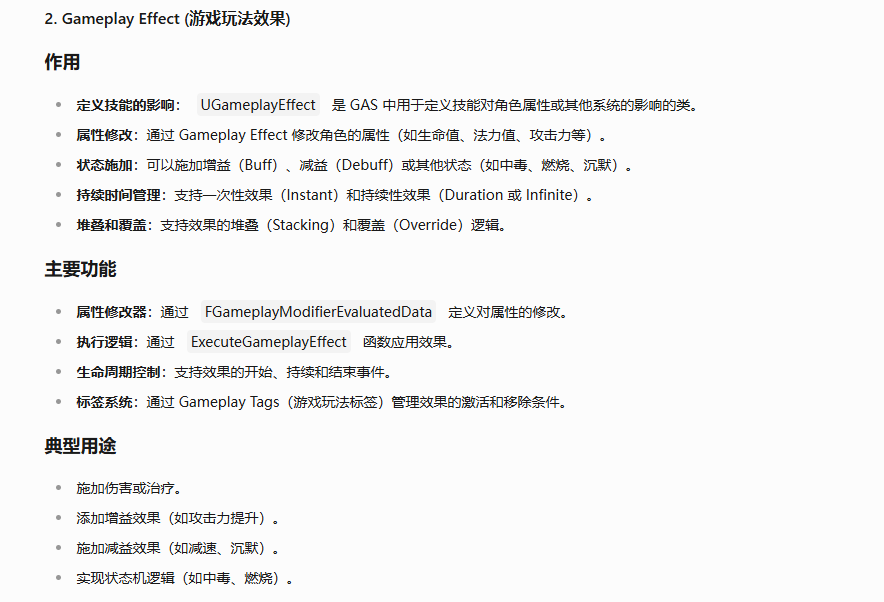 2. Gameplay Effect (游戏玩法效果)
作用
定义技能的影响： UGameplayEffect 是 GAS 中用于定义技能对角色属性或其他系统的影响的类。
属性修改：通过 Gameplay Effect 修改角色的属性（如生命值、法力值、攻击力等）。
状态施加：可以施加增益（Buff）、减益（Debuff）或其他状态（如中毒、燃烧、沉默）。
持续时间管理：支持一次性效果（Instant）和持续性效果（Duration 或 Infinite）。
堆叠和覆盖：支持效果的堆叠（Stacking）和覆盖（Override）逻辑。
主要功能
属性修改器：通过 FGameplayModifierEvaluatedData 定义对属性的修改。
执行逻辑：通过 ExecuteGameplayEffect 函数应用效果。
生命周期控制：支持效果的开始、持续和结束事件。
标签系统：通过 Gameplay Tags（游戏玩法标签）管理效果的激活和移除条件。
典型用途
施加伤害或治疗。
添加增益效果（如攻击力提升）。
施加减益效果（如减速、沉默）。
实现状态机逻辑（如中毒、燃烧）。